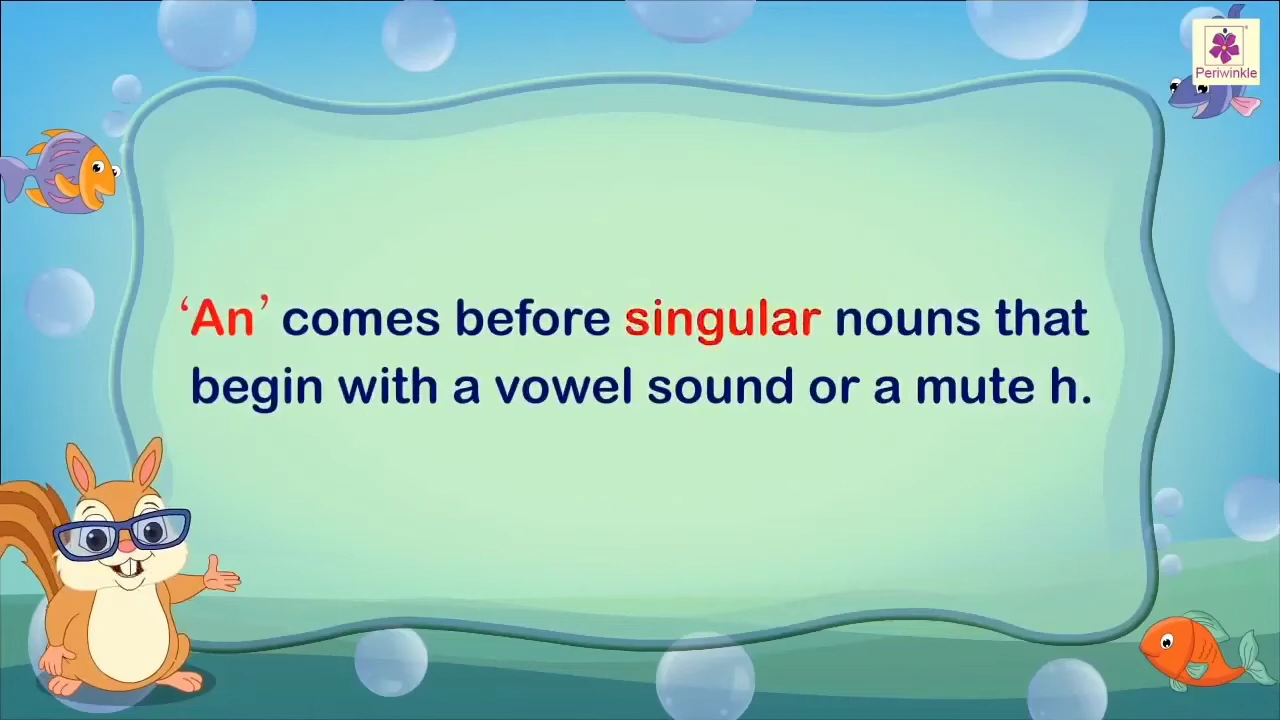 Periwinkle
‘An’ comes before singular nouns that
begin with a vowel sound or a mute h.